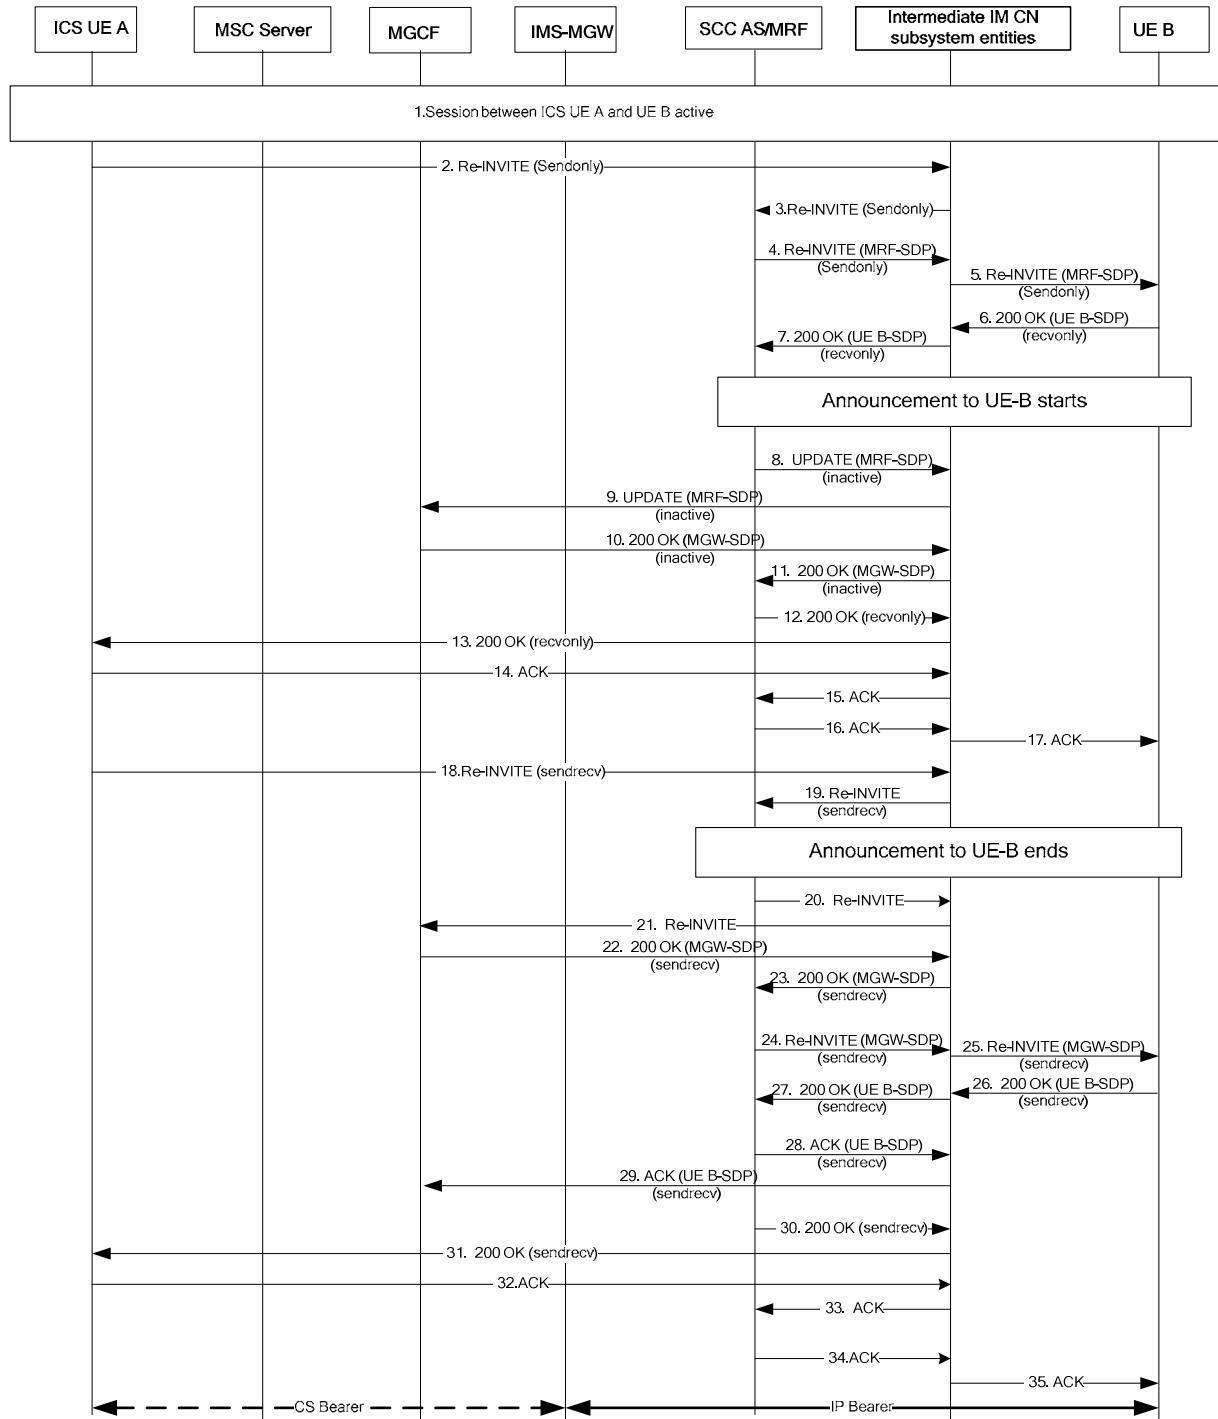 ICS UE A
MSC Server
MGCF
IMS-MGW
SCC AS/MRF
Intermediate IM CN
subsystem entities
UE B
1.Session between ICS UE A and UE B active
2. Re-INVITE (Sendonly)
3.Re-INVITE (Sendonly)
4. Re-INVITE (MRF-SDP)
(Sendonly)
5. Re-INVITE (MRF-SDP)
(Sendonly)
6. 200 OK (UE B-SDP)
(recvonly)
7. 200 OK (UE B-SDP)
(recvonly)
Announcement to UE-B starts
8. UPDATE (MRF-SDP)
(inactive)
9. UPDATE (MRF-SDP)
(inactive)
10. 200 OK (MGW-SDP)
(inactive)
11. 200 OK (MGW-SDP)
(inactive)
12. 200 OK (recvonly)
13. 200 OK (recvonly)
14. ACK
15. ACK
16. ACK
17. ACK
18.Re-INVITE (sendrecv)
19. Re-INVITE
(sendrecv)
Announcement to UE-B ends
20. Re-INVITE
21. Re-INVITE
22. 200 OK (MGW-SDP)
(sendrecv)
23. 200 OK (MGW-SDP)
(sendrecv)
24. Re-INVITE (MGW-SDP)
(sendrecv)
25. Re-INVITE (MGW-SDP)
(sendrecv)
26. 200 OK (UE B-SDP)
(sendrecv)
27. 200 OK (UE B-SDP)
(sendrecv)
28. ACK (UE B-SDP)
(sendrecv)
29. ACK (UE B-SDP)
(sendrecv)
30. 200 OK (sendrecv)
31. 200 OK (sendrecv)
32.ACK
33. ACK
34.ACK
35. ACK
CS Bearer
IP Bearer